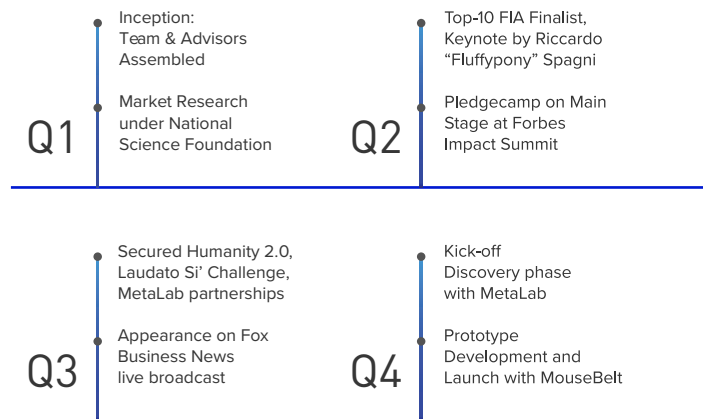 Q1
Inception:
Team & Advisors
Assembled
Market Research
under National
Science Foundation
Q2
Top-10 FIA Finalist,
Keynote by Riccardo
“Fluffypony” Spagni
Pledgecamp on Main
Stage at Forbes
Impact Summit
Q3
Secured Humanity 2.0,
Laudato Si’ Challenge,
MetaLab partnerships
Appearance on Fox
Business News
live broadcast
Q4
Kick-off
Discovery phase
with MetaLab
Prototype
Development and
Launch with MouseBelt